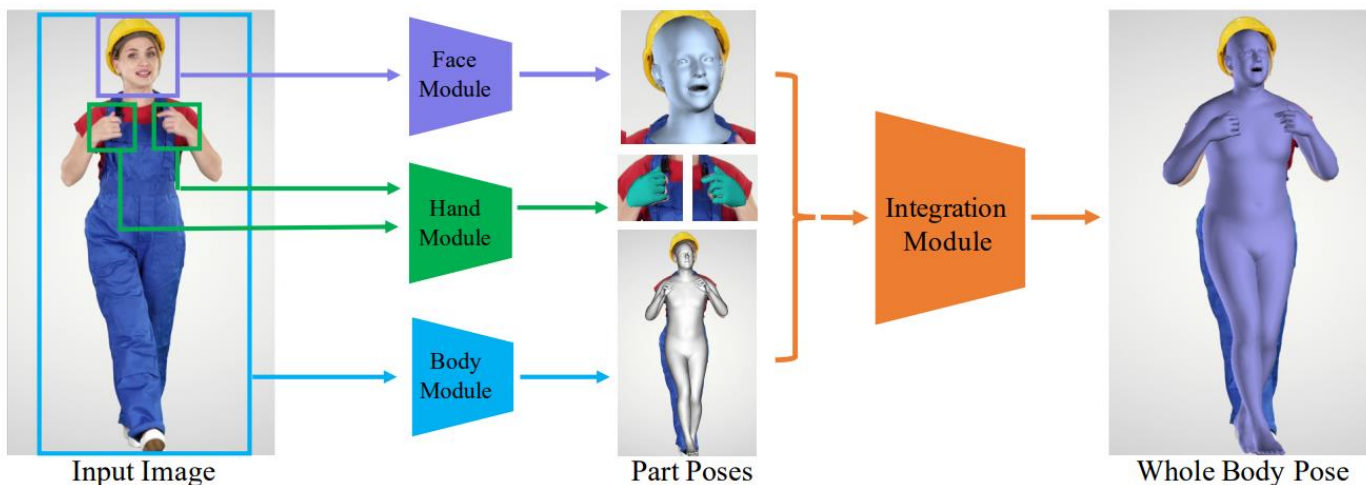 Face
Module
Hand
Module
Body
Module
Integration
Module
Input Image
Part Poses
Whole Body Pose